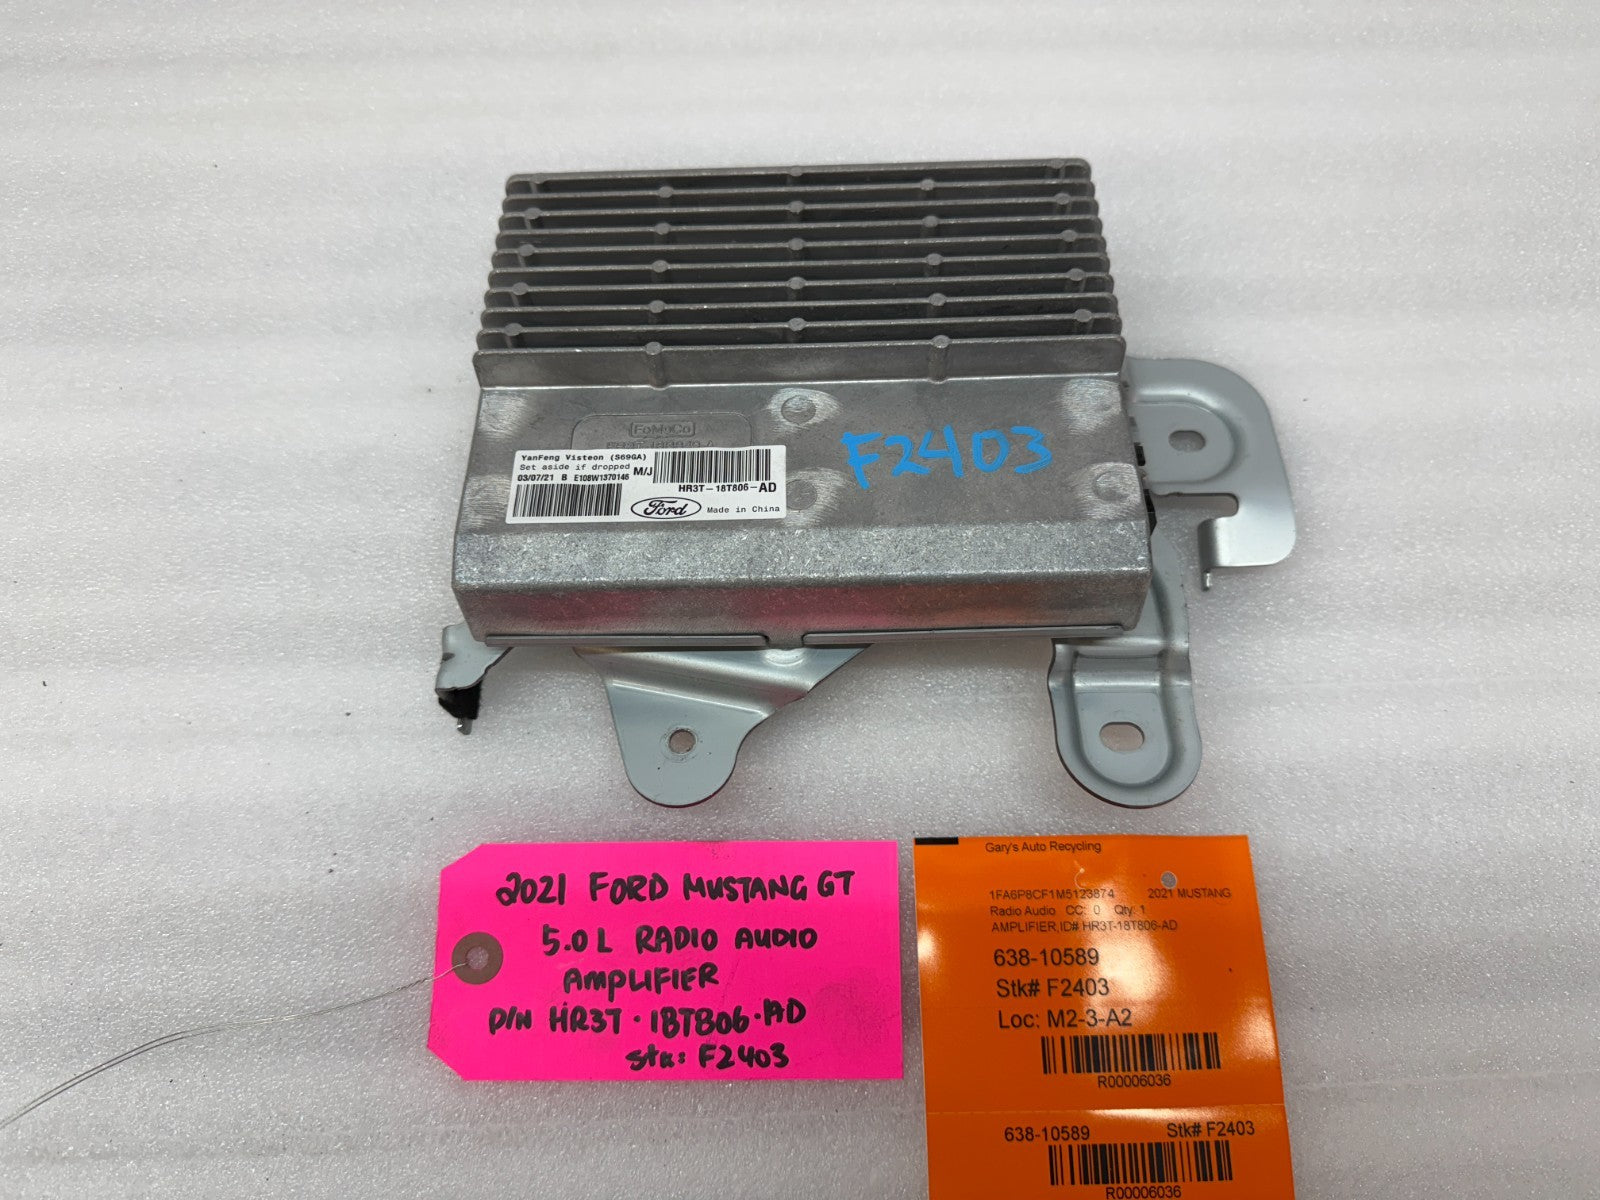 FoMoCo
YanFeng Visteon (S69GA)
Set aside if dropped
03/07/21 B E108W1370146
M/J
HR3T-18T806-AD
Ford
Made in China
F2403
2021 FORD MUSTANG GT
5.0L RADIO AUDIO
AMPLIFIER
P/N HR3T·18T806·AD
stk: F2403
Gary's Auto Recycling
1FA6P8CF1M5123874 2021 MUSTANG
Radio Audio CC: 0 Qty: 1
AMPLIFIER,ID# HR3T-18T806-AD
638-10589
Stk# F2403
Loc: M2-3-A2
R00006036
638-10589 Stk# F2403
R00006036